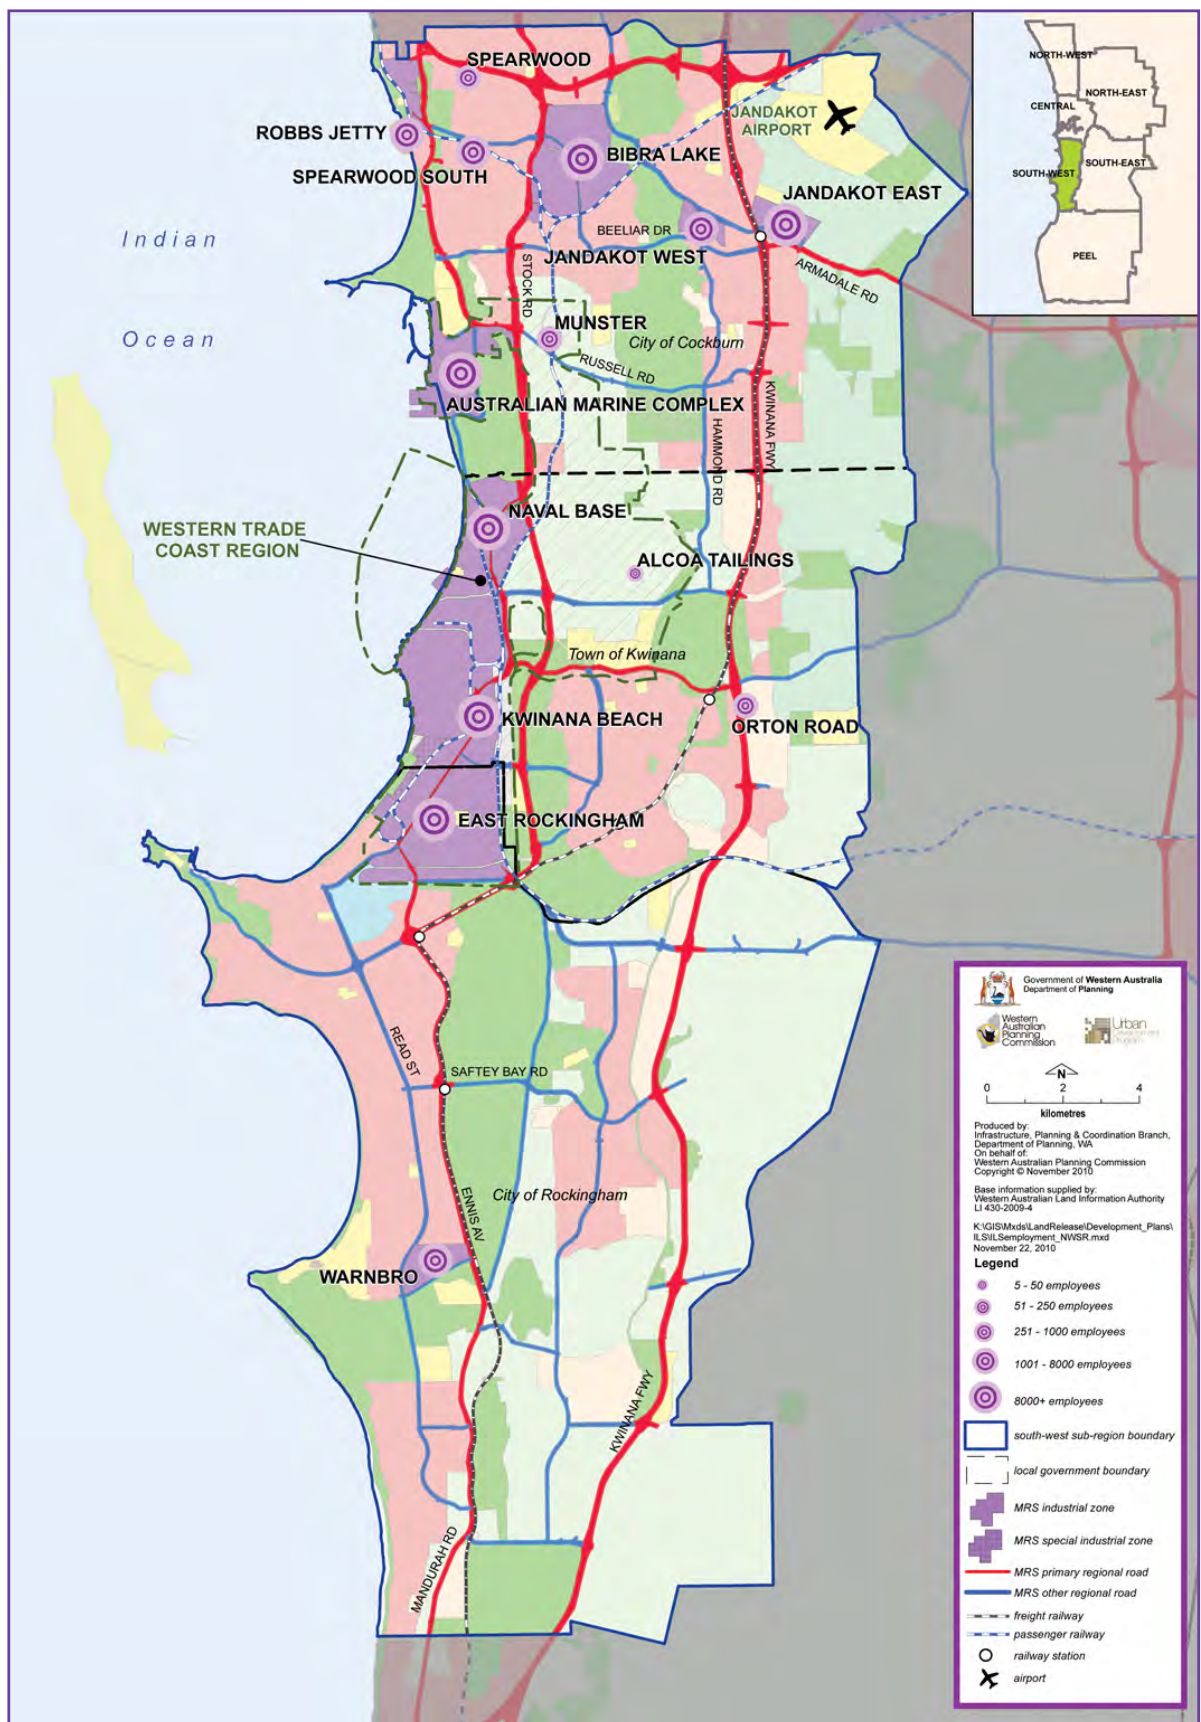 SPEARWOOD
ROBBS JETTY
SPEARWOOD SOUTH
BIBRA LAKE
JANDAKOT
AIRPORT
JANDAKOT EAST
BEELIAR DR
JANDAKOT WEST
ARMADALE RD
STOCK RD
Indian
Ocean
MUNSTER
City of Cockburn
RUSSELL RD
AUSTRALIAN MARINE COMPLEX
HAMMOND RD
KWINANA FWY
NAVAL BASE
WESTERN TRADE
COAST REGION
ALCOA TAILINGS
Town of Kwinana
KWINANA BEACH
ORTON ROAD
EAST ROCKINGHAM
READ ST
SAFTEY BAY RD
City of Rockingham
ENNIS AV
WARNBRO
KWINANA FWY
MANDURAH RD
NORTH-WEST
NORTH-EAST
CENTRAL
SOUTH-EAST
SOUTH-WEST
PEEL
Government of Western Australia
Department of Planning
Western
Australian
Planning
Commission
Urban
Development
Program
N
0 2 4
kilometres
Produced by:
Infrastructure, Planning & Coordination Branch,
Department of Planning, WA
On behalf of:
Western Australian Planning Commission
Copyright © November 2010
Base information supplied by:
Western Australian Land Information Authority
LI 430-2009-4
K:\GIS\Mxds\LandRelease\Development_Plans\
ILS\ILSemployment_NWSR.mxd
November 22, 2010
Legend
5 - 50 employees
51 - 250 employees
251 - 1000 employees
1001 - 8000 employees
8000+ employees
south-west sub-region boundary
local government boundary
MRS industrial zone
MRS special industrial zone
MRS primary regional road
MRS other regional road
freight railway
passenger railway
railway station
airport